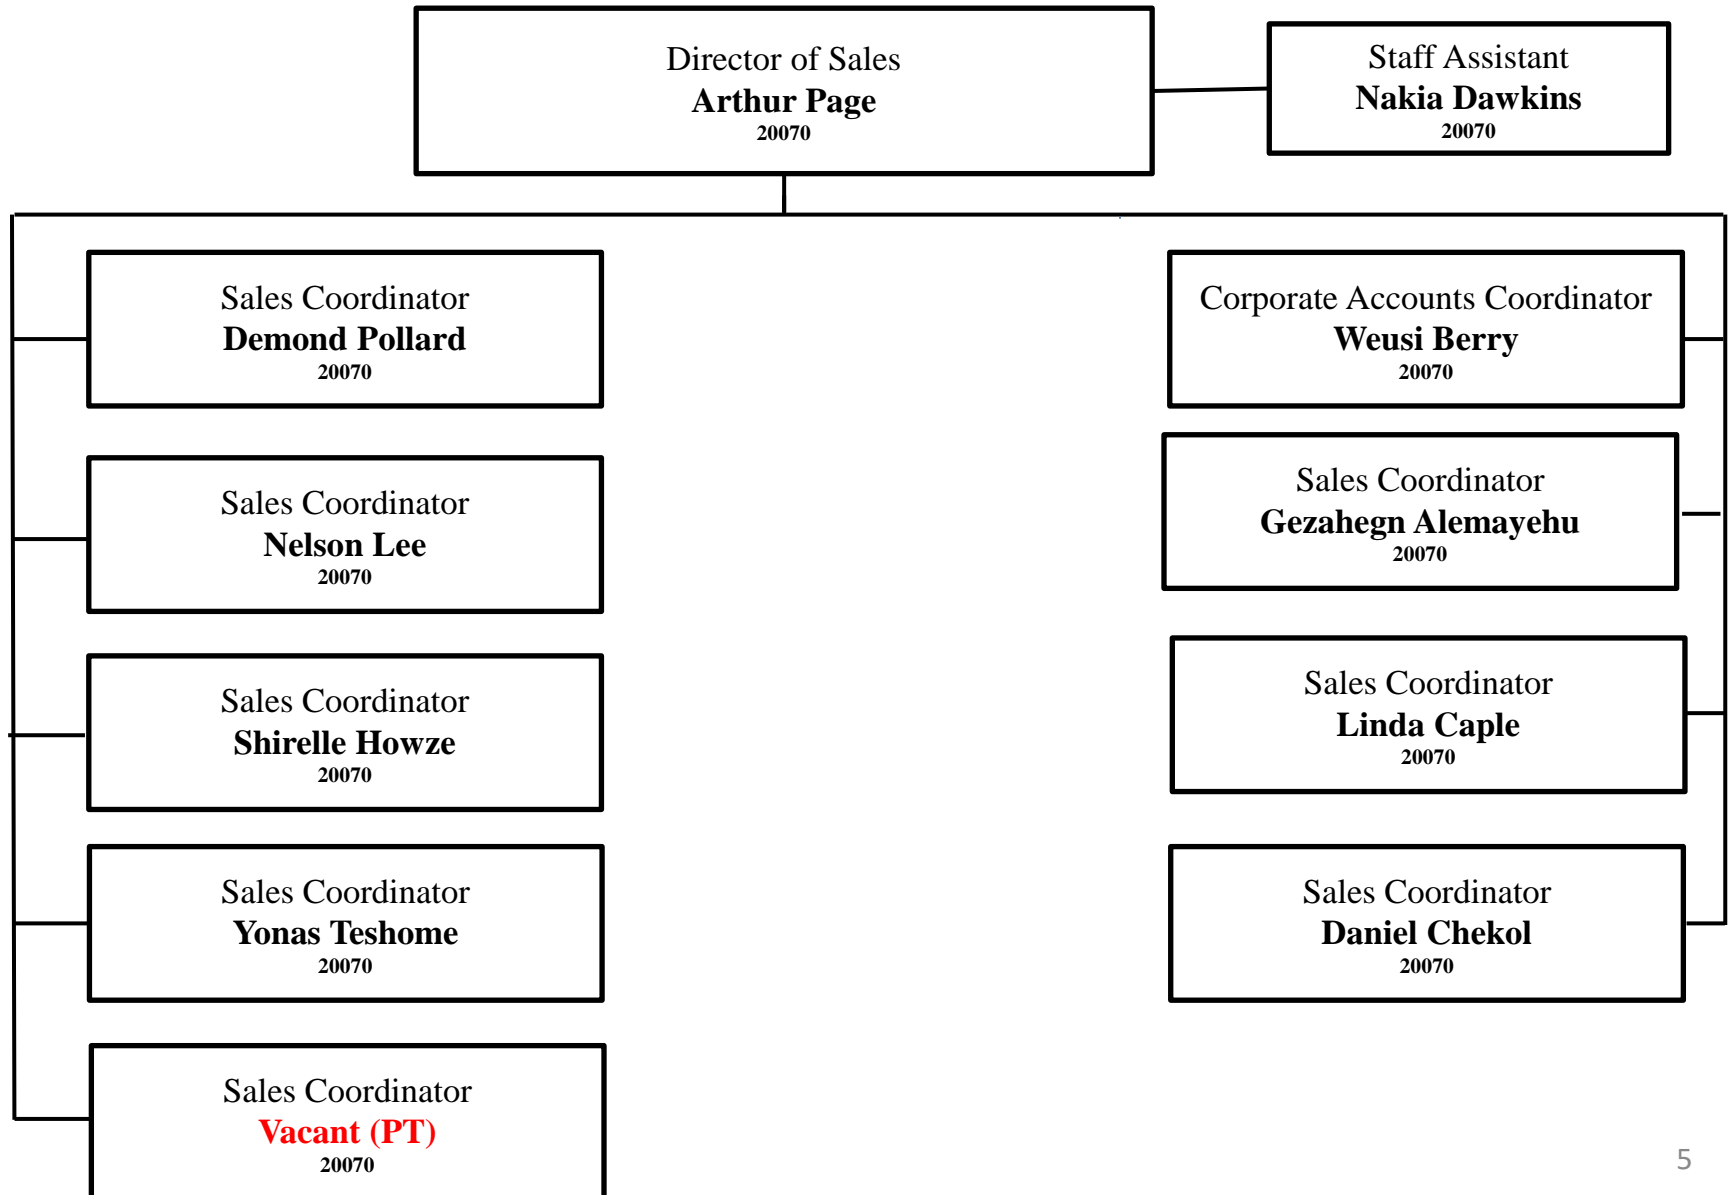 Director of Sales
Arthur Page
20070
Staff Assistant
Nakia Dawkins
20070
Sales Coordinator
Demond Pollard
20070
Sales Coordinator
Nelson Lee
20070
Sales Coordinator
Shirelle Howze
20070
Sales Coordinator
Yonas Teshome
20070
Sales Coordinator
Vacant (PT)
20070
Corporate Accounts Coordinator
Weusi Berry
20070
Sales Coordinator
Gezahegn Alemayehu
20070
Sales Coordinator
Linda Caple
20070
Sales Coordinator
Daniel Chekol
20070
5